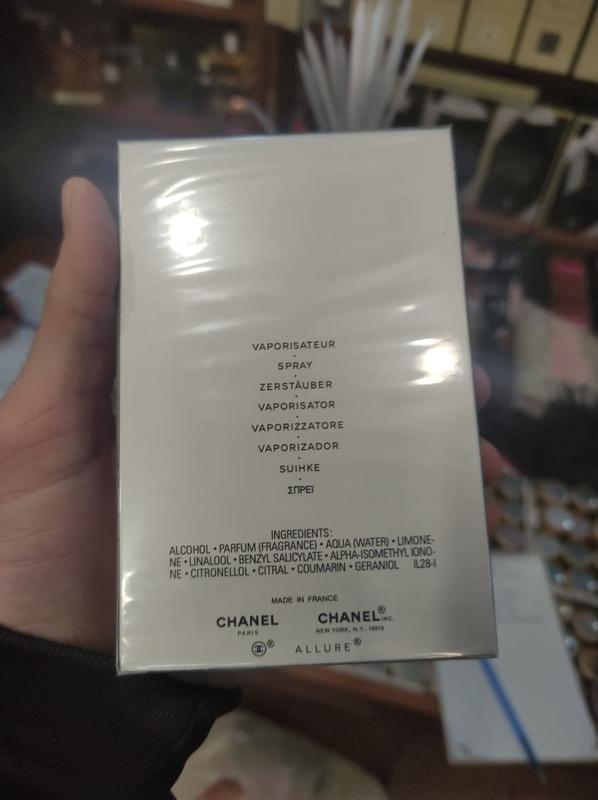 VAPORISATEUR
SPRAY
ZERSTÄUBER
VAPORISATOR
VAPORIZZATORE
VAPORIZADOR
SUIHKE
ΣΠΡΕΪ
INGREDIENTS:
ALCOHOL • PARFUM (FRAGRANCE) • AQUA (WATER) • LIMONE-
NE • LINALOOL • BENZYL SALICYLATE • ALPHA-ISOMETHYL IONO-
NE • CITRONELLOL • CITRAL • COUMARIN • GERANIOL IL28-I
MADE IN FRANCE
CHANEL CHANEL® INC.
PARIS NEW YORK, N.Y. 10019
® ALLURE®